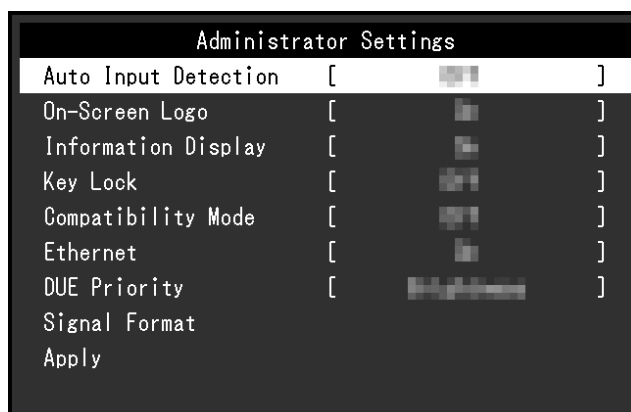 Administrator Settings
Auto Input Detection [ ]
On-Screen Logo [ ]
Information Display [ ]
Key Lock [ ]
Compatibility Mode [ ]
Ethernet [ ]
DUE Priority [ ]
Signal Format
Apply